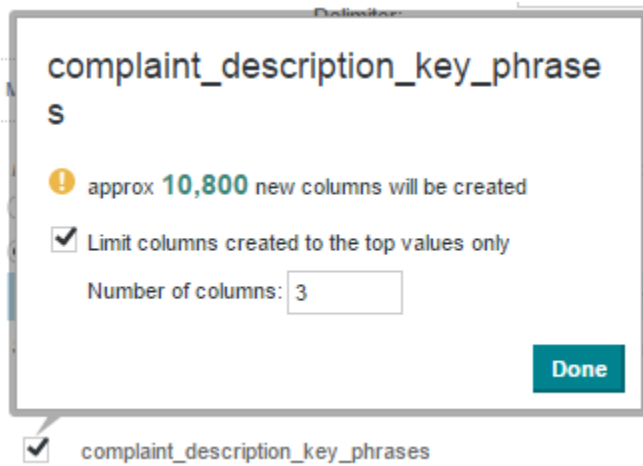 Delimiter:
complaint_description_key_phrase
s
approx 10,800 new columns will be created
Limit columns created to the top values only
Number of columns: 3
Done
complaint_description_key_phrases